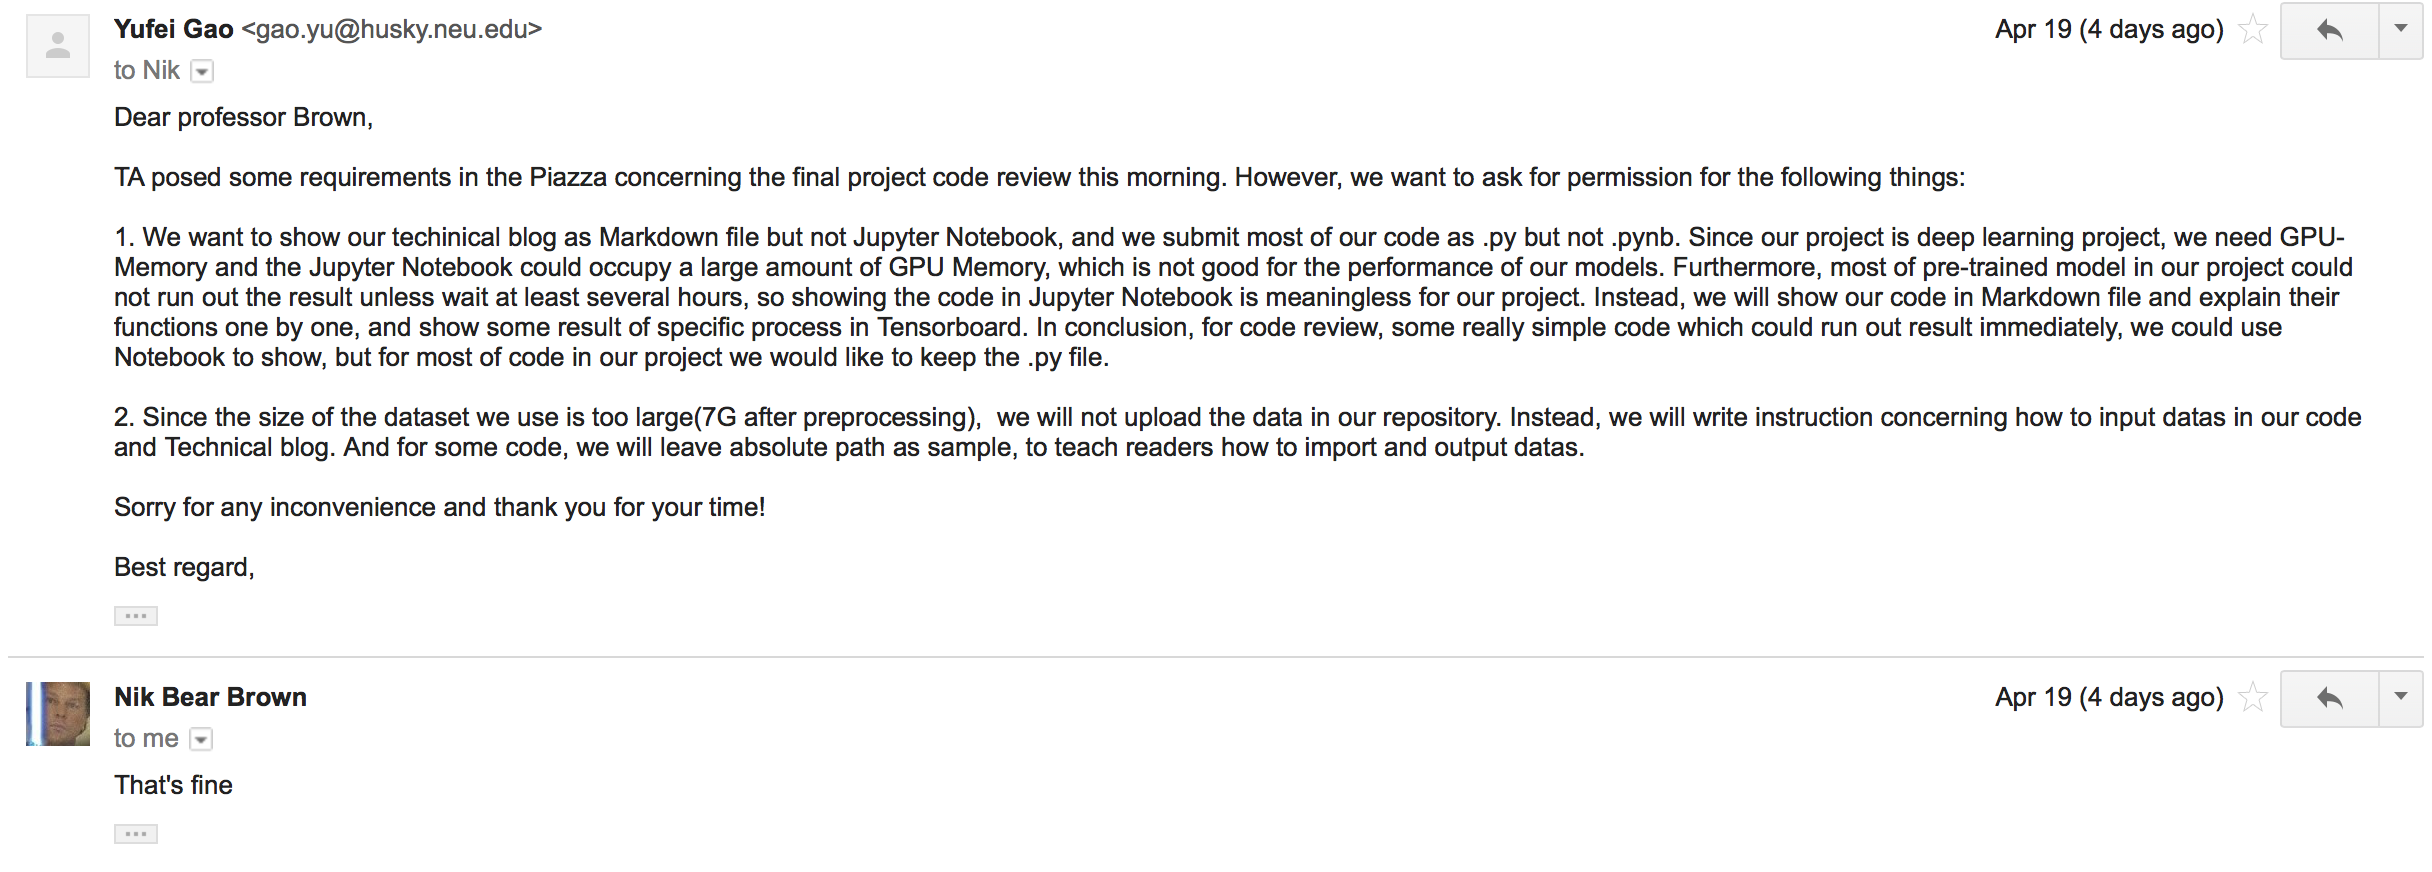 Yufei Gao <gao.yu@husky.neu.edu>
Apr 19 (4 days ago)
to Nik
Dear professor Brown,
TA posed some requirements in the Piazza concerning the final project code review this morning. However, we want to ask for permission for the following things:
1. We want to show our techinical blog as Markdown file but not Jupyter Notebook, and we submit most of our code as .py but not .pynb. Since our project is deep learning project, we need GPU-
Memory and the Jupyter Notebook could occupy a large amount of GPU Memory, which is not good for the performance of our models. Furthermore, most of pre-trained model in our project could
not run out the result unless wait at least several hours, so showing the code in Jupyter Notebook is meaningless for our project. Instead, we will show our code in Markdown file and explain their
functions one by one, and show some result of specific process in Tensorboard. In conclusion, for code review, some really simple code which could run out result immediately, we could use
Notebook to show, but for most of code in our project we would like to keep the .py file.
2. Since the size of the dataset we use is too large(7G after preprocessing),  we will not upload the data in our repository. Instead, we will write instruction concerning how to input datas in our code
and Technical blog. And for some code, we will leave absolute path as sample, to teach readers how to import and output datas.
Sorry for any inconvenience and thank you for your time!
Best regard,
Nik Bear Brown
Apr 19 (4 days ago)
to me
That's fine